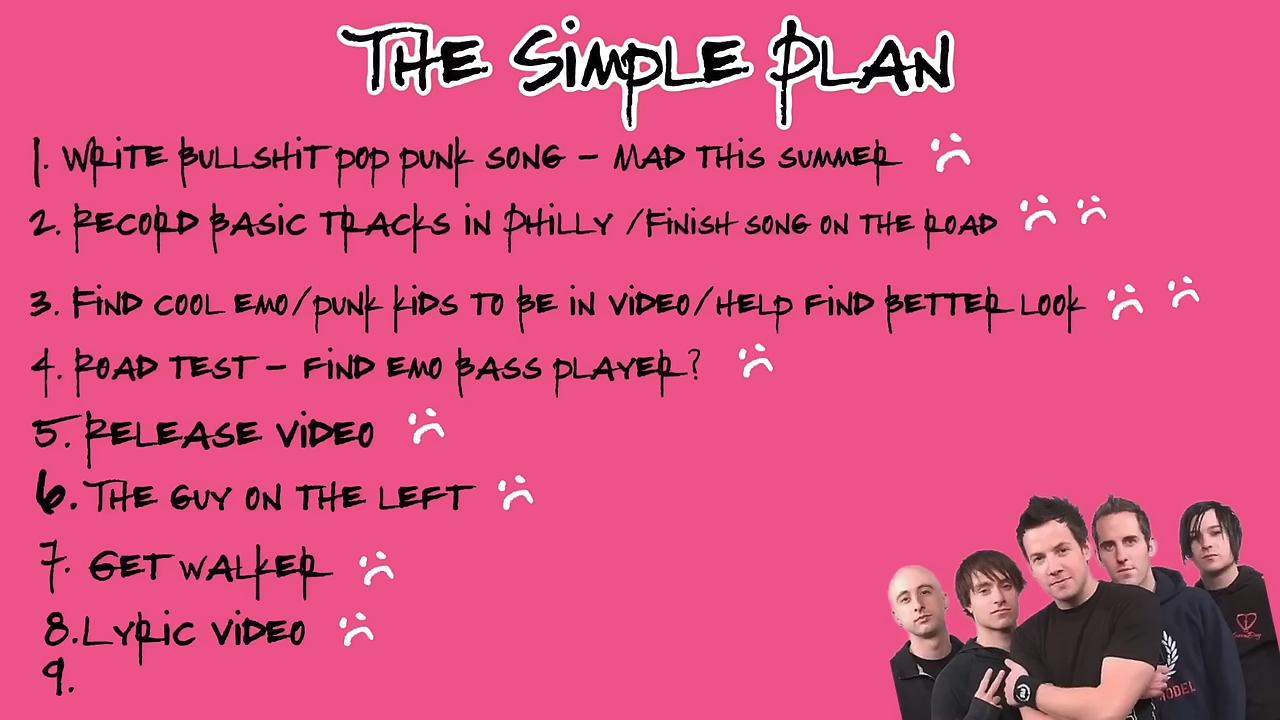 THE SIMPLE PLAN
1. WRITE BULLSHIT POP PUNK SONG - MAD THIS SUMMER
2. RECORD BASIC TRACKS IN PHILLY /FINISH SONG ON THE ROAD
3. FIND COOL EMO/PUNK KIDS TO BE IN VIDEO/HELP FIND BETTER LOOK
4. ROAD TEST - FIND EMO BASS PLAYER?
5. RELEASE VIDEO
6. THE GUY ON THE LEFT
7. GET WALKER
8. LYRIC VIDEO
9.
MODEL